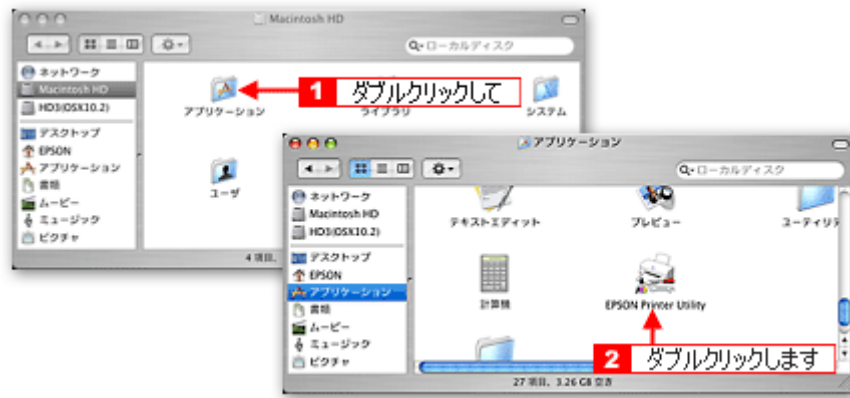 Macintosh HD
ローカルディスク
ネットワーク
Macintosh HD
HD3(OSX10.2)
デスクトップ
EPSON
アプリケーション
書類
ムービー
ミュージック
ピクチャ
1 ダブルクリックして
アプリケーション
ライブラリ
システム
ユーザ
4 項目、
アプリケーション
ローカルディスク
ネットワーク
Macintosh HD
HD3(OSX10.2)
デスクトップ
EPSON
アプリケーション
書類
ムービー
ミュージック
ピクチャ
テキストエディット
プレビュー
ユーティリテ
計算機
EPSON Printer Utility
2 ダブルクリックします
27 項目、3.26 GB 空き